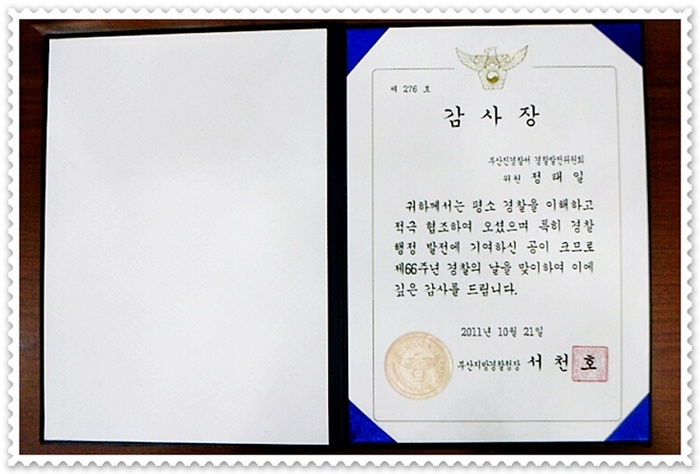 제 276 호
감 사 장
부산진경찰서 경찰발전위원회
위원 정 태 일
귀하께서는 평소 경찰을 이해하고
적극 협조하여 오셨으며 특히 경찰
행정 발전에 기여하신 공이 크므로
제66주년 경찰의 날을 맞이하여 이에
깊은 감사를 드립니다.
2011년 10월 21일
부산지방경찰청장 서 천 호